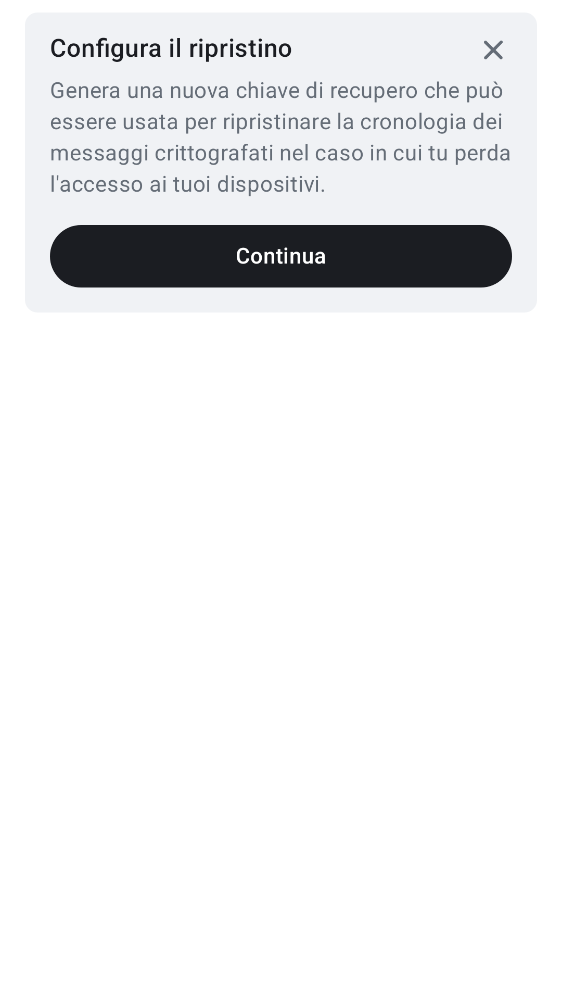 Configura il ripristino
Genera una nuova chiave di recupero che può
essere usata per ripristinare la cronologia dei
messaggi crittografati nel caso in cui tu perda
l'accesso ai tuoi dispositivi.
Continua